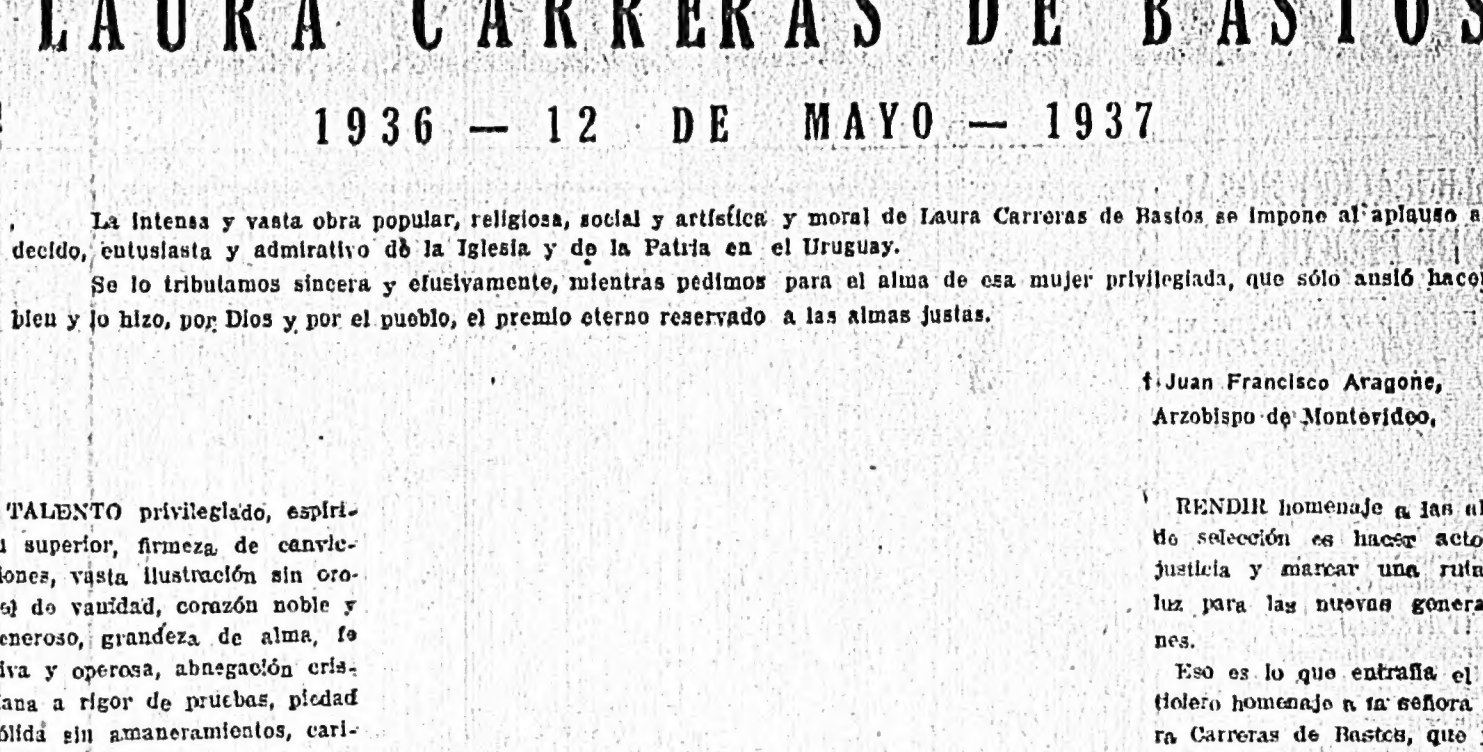 LAURA CARRERAS DE BASTOS
1936 — 12 DE MAYO — 1937
La intensa y vasta obra popular, religiosa, social y artística y moral de Laura Carreras de Bastos se impone al aplauso
decido, entusiasta y admirativo de la Iglesia y de la Patria en el Uruguay.
Se lo tributamos sincera y efusivamente, mientras pedimos para el alma de esa mujer privilegiada, que sólo ansió hacer
bien y lo hizo, por Dios y por el pueblo, el premio eterno reservado a las almas justas.
† Juan Francisco Aragone,
Arzobispo de Montevideo,
TALENTO privilegiado, espíri-
u superior, firmeza de convic-
iones, vasta ilustración sin oro-
el de vanidad, corazón noble y
eneroso, grandeza de alma, fe
iva y operosa, abnegación cris-
iana a rigor de pruebas, piedad
ólida sin amaneramientos, cari-
RENDIR homenaje a las al
de selección es hacer acto
justicia y marcar una ruta
luz para las nuevas genera
nes.
Eso es lo que entraña el
tiolero homenaje a la señora
ra Carreras de Bastos, que